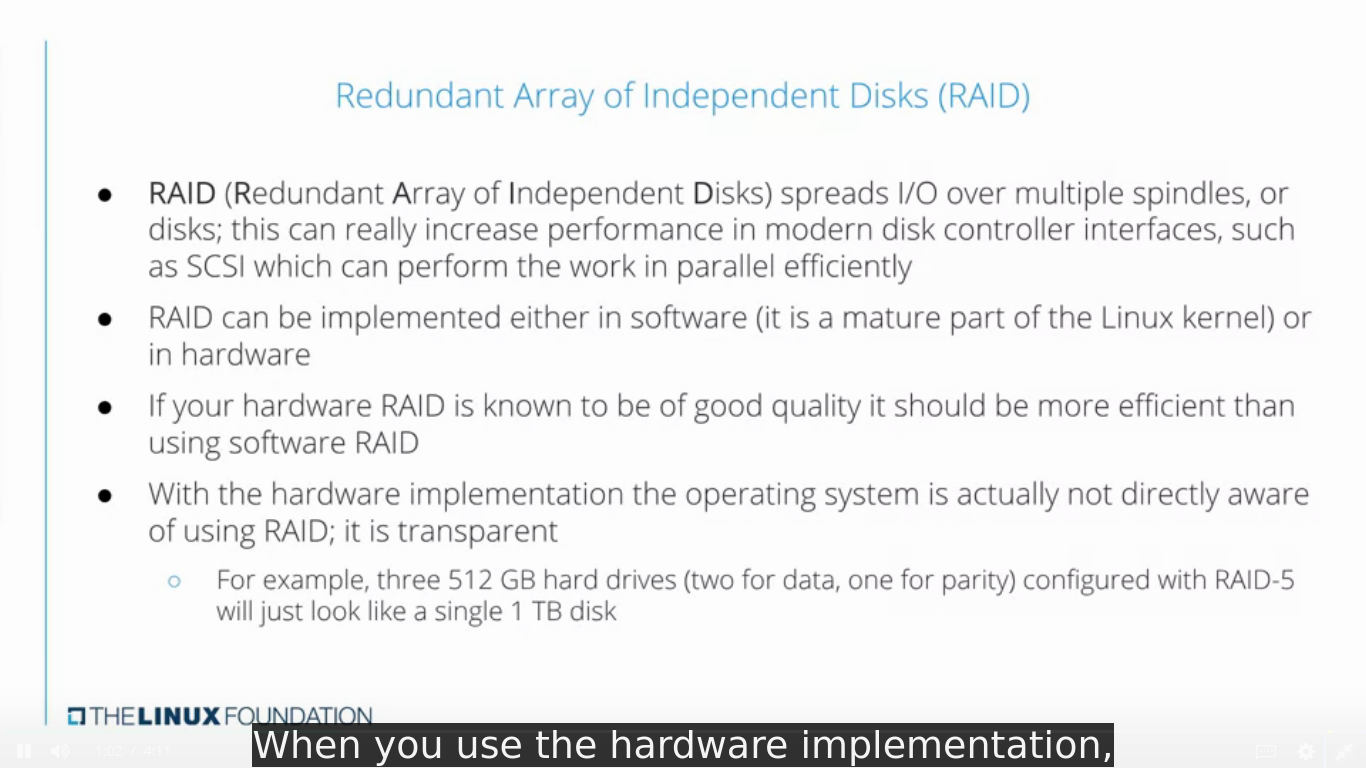 Redundant Array of Independent Disks (RAID)
● RAID (Redundant Array of Independent Disks) spreads I/O over multiple spindles, or
disks; this can really increase performance in modern disk controller interfaces, such
as SCSI which can perform the work in parallel efficiently
● RAID can be implemented either in software (it is a mature part of the Linux kernel) or
in hardware
● If your hardware RAID is known to be of good quality it should be more efficient than
using software RAID
● With the hardware implementation the operating system is actually not directly aware
of using RAID; it is transparent
○ For example, three 512 GB hard drives (two for data, one for parity) configured with RAID-5
will just look like a single 1 TB disk
THE LINUX FOUNDATION
1:02 / 4:11
When you use the hardware implementation,